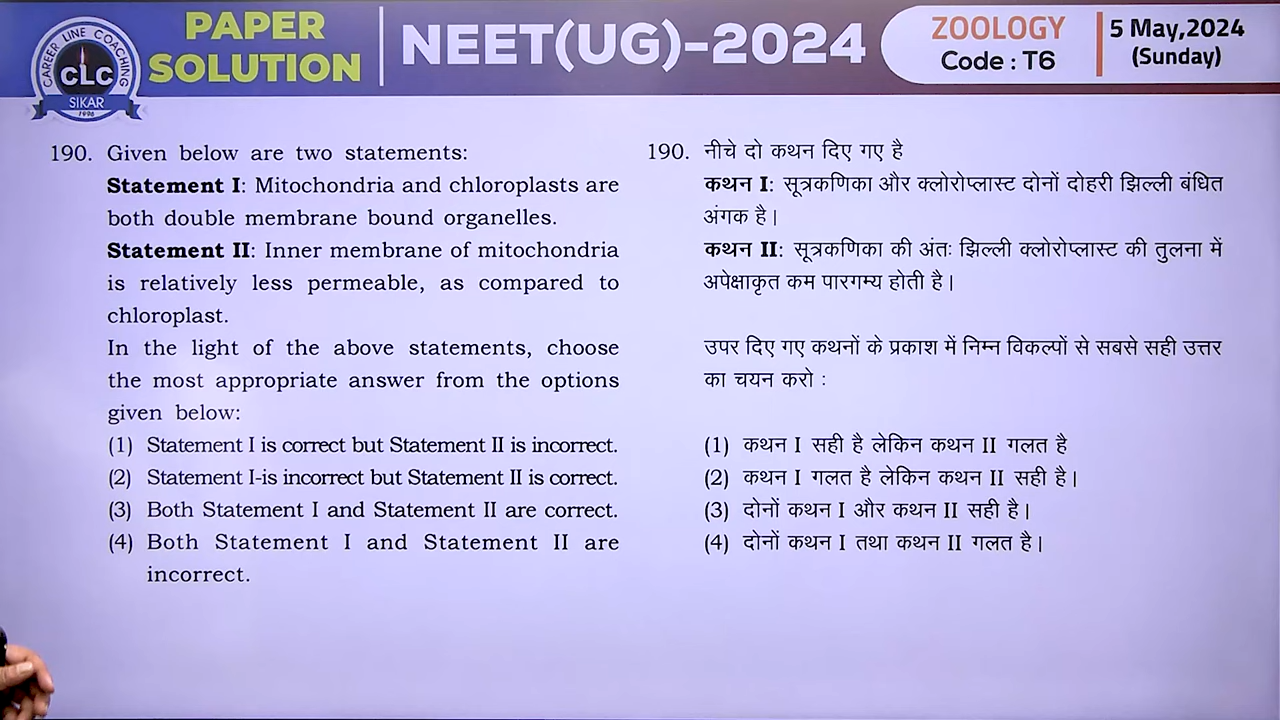 CAREER LINE COACHING
CLC
SIKAR
1996
PAPER
SOLUTION
NEET(UG)-2024
ZOOLOGY
Code : T6
5 May,2024
(Sunday)
190. Given below are two statements:
Statement I: Mitochondria and chloroplasts are
both double membrane bound organelles.
Statement II: Inner membrane of mitochondria
is relatively less permeable, as compared to
chloroplast.
In the light of the above statements, choose
the most appropriate answer from the options
given below:
(1) Statement I is correct but Statement II is incorrect.
(2) Statement I-is incorrect but Statement II is correct.
(3) Both Statement I and Statement II are correct.
(4) Both Statement I and Statement II are
incorrect.
190. नीचे दो कथन दिए गए है
कथन I: सूत्रकणिका और क्लोरोप्लास्ट दोनों दोहरी झिल्ली बंधित
अंगक है।
कथन II: सूत्रकणिका की अंतः झिल्ली क्लोरोप्लास्ट की तुलना में
अपेक्षाकृत कम पारगम्य होती है।
उपर दिए गए कथनों के प्रकाश में निम्न विकल्पों से सबसे सही उत्तर
का चयन करो :
(1) कथन I सही है लेकिन कथन II गलत है
(2) कथन I गलत है लेकिन कथन II सही है।
(3) दोनों कथन I और कथन II सही है।
(4) दोनों कथन I तथा कथन II गलत है।